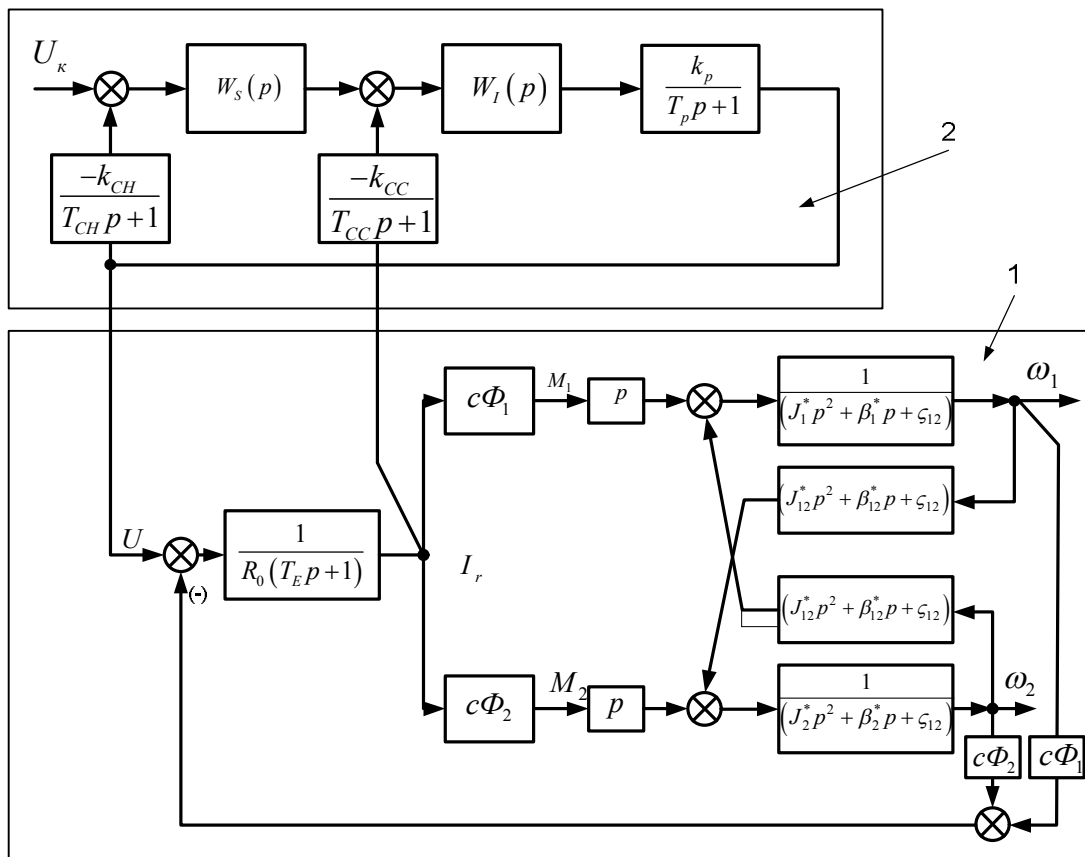 U_κ
W_S(p)
W_I(p)
k_p
T_p p + 1
2
−k_CH
T_CH p + 1
−k_CC
T_CC p + 1
1
cΦ_1
M_1
p
1
(J_1^* p^2 + β_1^* p + ς_12)
ω_1
(J_12^* p^2 + β_12^* p + ς_12)
U
1
R_0(T_E p + 1)
I_r
(-)
(J_12^* p^2 + β_12^* p + ς_12)
cΦ_2
M_2
p
1
(J_2^* p^2 + β_2^* p + ς_12)
ω_2
cΦ_2
cΦ_1